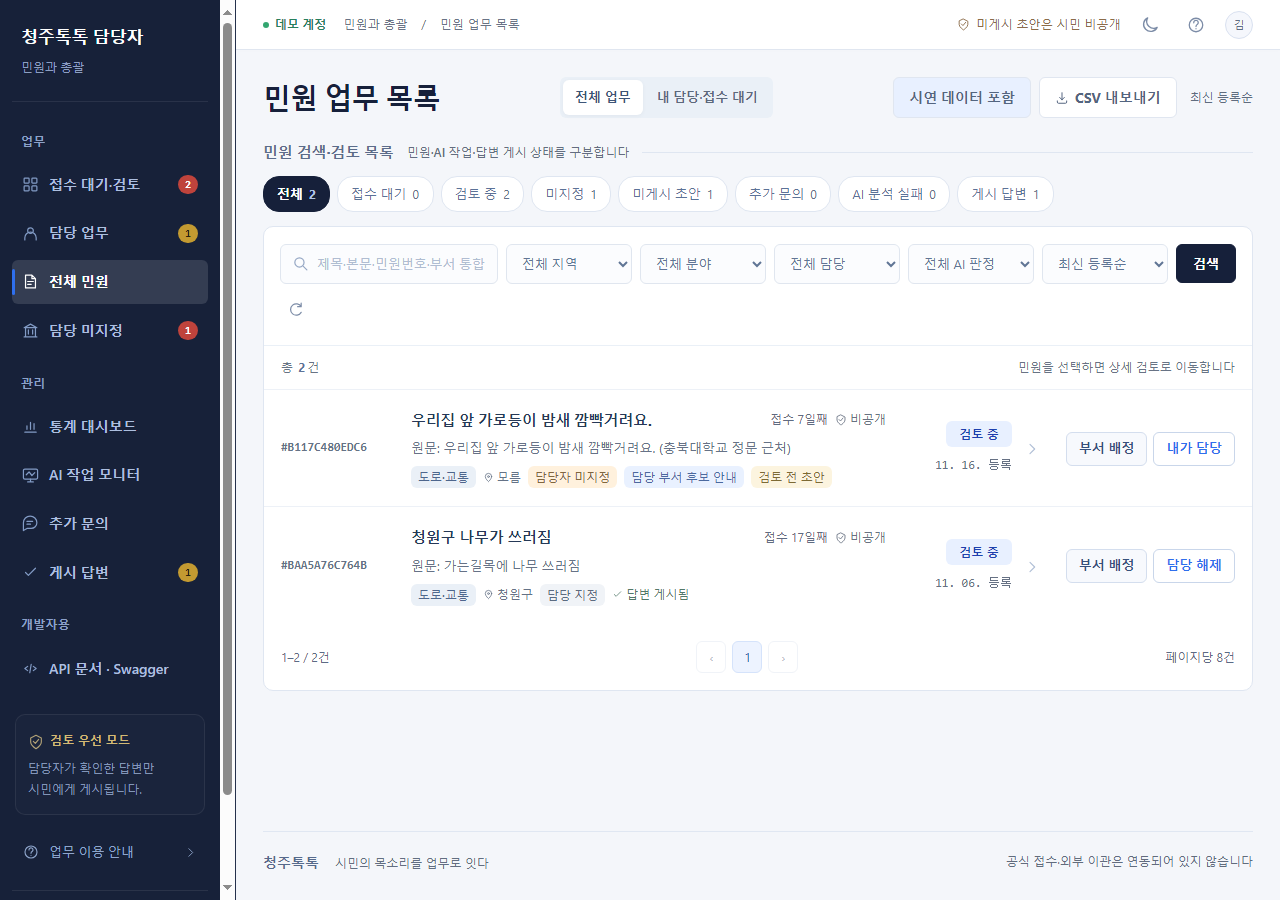 청주톡톡 담당자
민원과 총괄
업무
접수 대기·검토 2
담당 업무 1
전체 민원
담당 미지정 1
관리
통계 대시보드
AI 작업 모니터
추가 문의
게시 답변 1
개발자용
API 문서 · Swagger
검토 우선 모드
담당자가 확인한 답변만
시민에게 게시됩니다.
업무 이용 안내
데모 계정 민원과 총괄 / 민원 업무 목록
미게시 초안은 시민 비공개 김
민원 업무 목록
전체 업무 내 담당·접수 대기
시연 데이터 포함 CSV 내보내기 최신 등록순
민원 검색·검토 목록 민원·AI 작업·답변 게시 상태를 구분합니다
전체 2 접수 대기 0 검토 중 2 미지정 1 미게시 초안 1 추가 문의 0 AI 분석 실패 0 게시 답변 1
제목·본문·민원번호·부서 통합 전체 지역 전체 분야 전체 담당 전체 AI 판정 최신 등록순 검색
총 2건 민원을 선택하면 상세 검토로 이동합니다
우리집 앞 가로등이 밤새 깜빡거려요. 접수 7일째 비공개
#B117C480EDC6 원문: 우리집 앞 가로등이 밤새 깜빡거려요. (충북대학교 정문 근처)
도로·교통 모름 담당자 미지정 담당 부서 후보 안내 검토 전 초안
검토 중
11. 16. 등록
부서 배정 내가 담당
청원구 나무가 쓰러짐 접수 17일째 비공개
#BAA5A76C764B 원문: 가는길목에 나무 쓰러짐
도로·교통 청원구 담당 지정 답변 게시됨
검토 중
11. 06. 등록
부서 배정 담당 해제
1–2 / 2건 ‹ 1 › 페이지당 8건
청주톡톡 시민의 목소리를 업무로 잇다 공식 접수·외부 이관은 연동되어 있지 않습니다